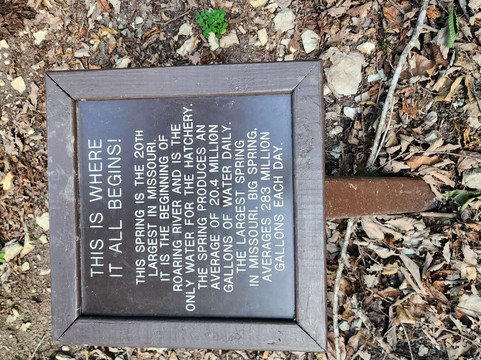 THIS IS WHERE
IT ALL BEGINS!
THIS SPRING IS THE 20TH
LARGEST IN MISSOURI.
IT IS THE BEGINNING OF
ROARING RIVER AND IS THE
ONLY WATER FOR THE HATCHERY.
THE SPRING PRODUCES AN
AVERAGE OF 20.4 MILLION
GALLONS OF WATER DAILY.
THE LARGEST SPRING
IN MISSOURI: BIG SPRING,
AVERAGES 283 MILLION
GALLONS EACH DAY.